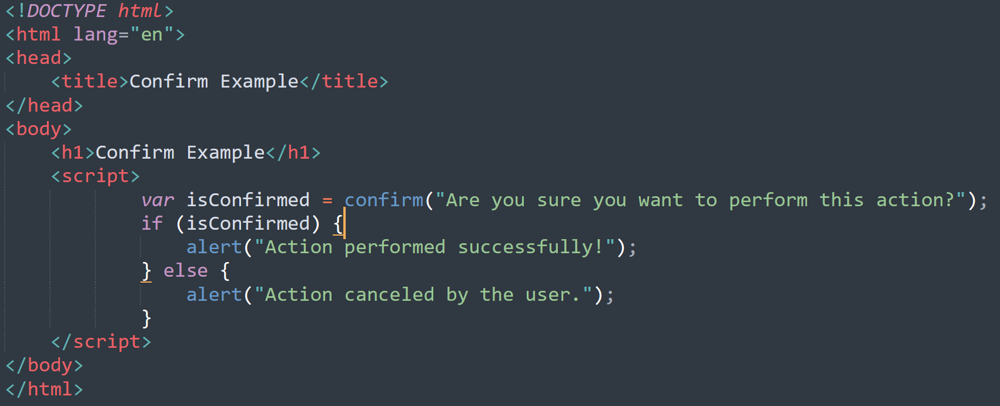 <!DOCTYPE html>
<html lang="en">
<head>
    <title>Confirm Example</title>
</head>
<body>
    <h1>Confirm Example</h1>
    <script>
            var isConfirmed = confirm("Are you sure you want to perform this action?");
            if (isConfirmed) {
                alert("Action performed successfully!");
            } else {
                alert("Action canceled by the user.");
            }
    </script>
</body>
</html>